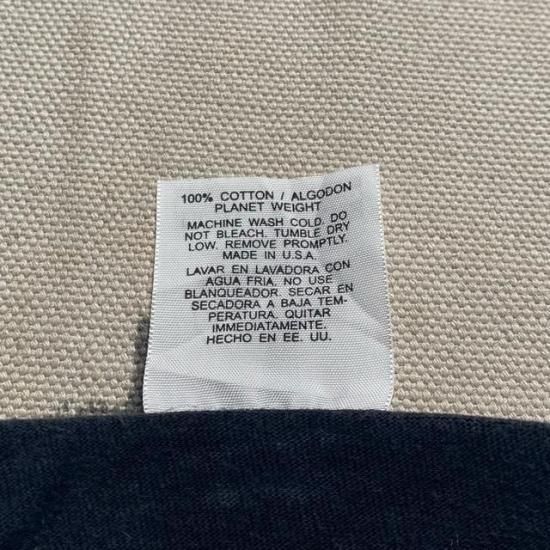 100% COTTON / ALGODON
PLANET WEIGHT
MACHINE WASH COLD. DO
NOT BLEACH. TUMBLE DRY
LOW. REMOVE PROMPTLY.
MADE IN U.S.A.
LAVAR EN LAVADORA CON
AGUA FRIA. NO USE
BLANQUEADOR. SECAR EN
SECADORA A BAJA TEM-
PERATURA. QUITAR
IMMEDIATAMENTE.
HECHO EN EE. UU.